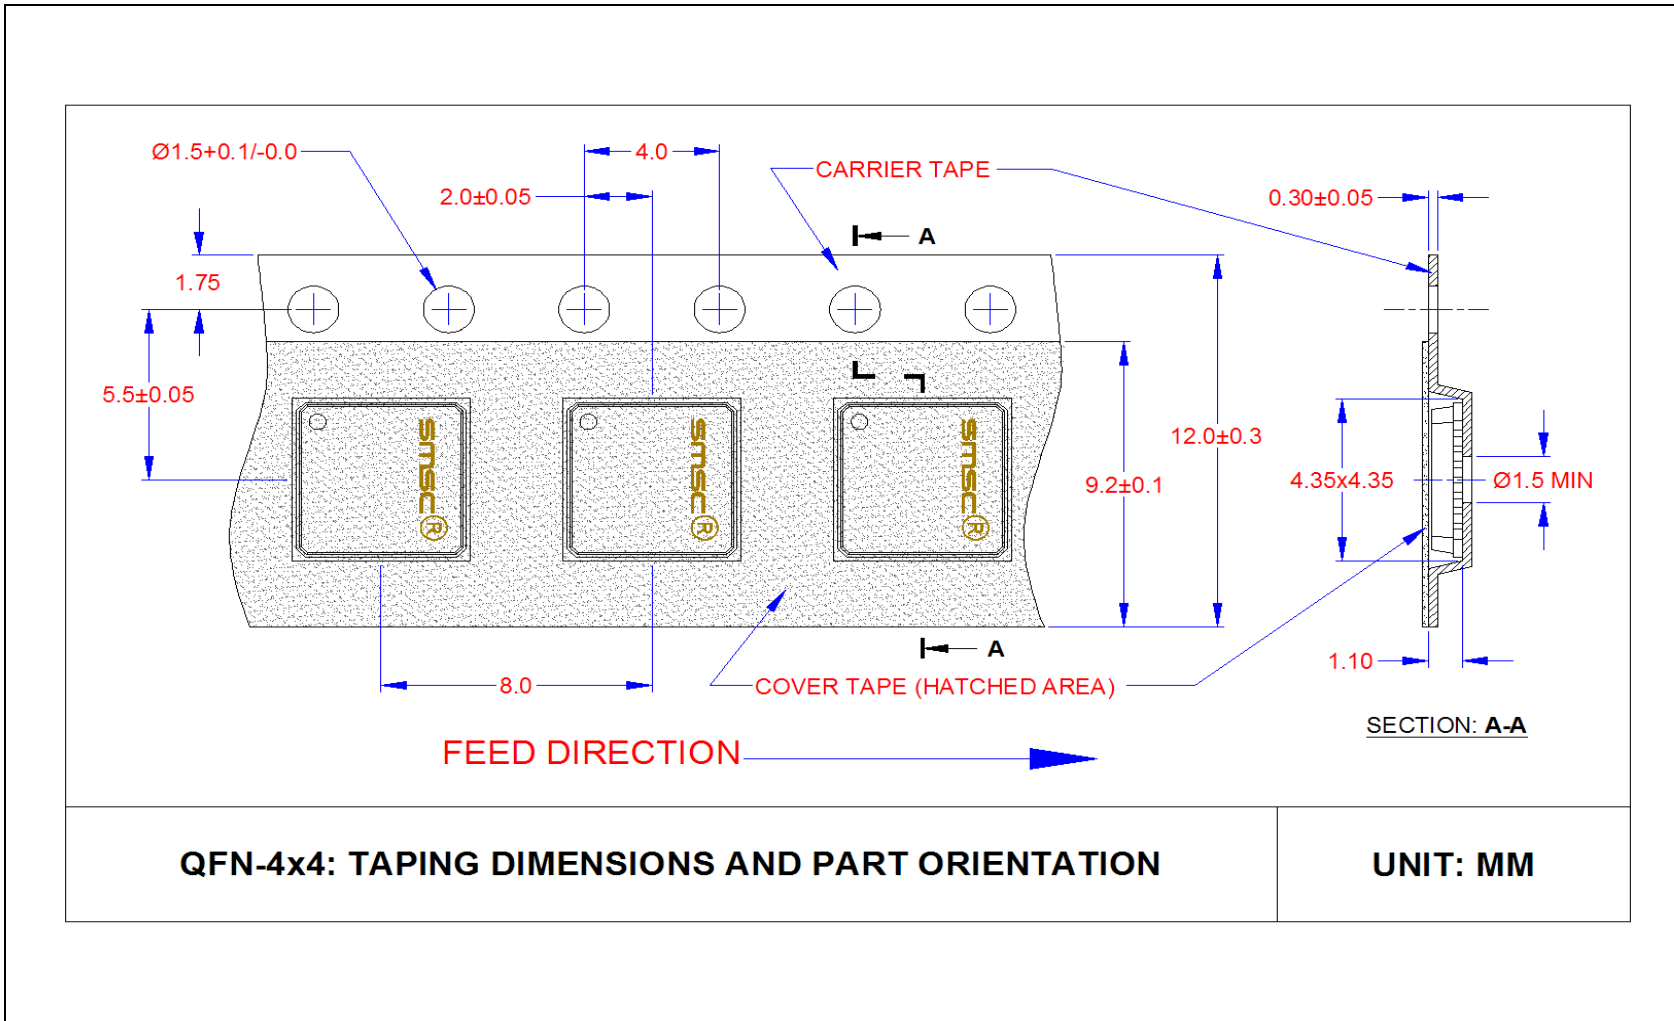 Ø1.5+0.1/-0.0
4.0
CARRIER TAPE
2.0±0.05
0.30±0.05
A
1.75
5.5±0.05
smsc®
smsc®
smsc®
12.0±0.3
9.2±0.1
4.35x4.35
Ø1.5 MIN
A
1.10
8.0
COVER TAPE (HATCHED AREA)
SECTION: A-A
FEED DIRECTION
QFN-4x4: TAPING DIMENSIONS AND PART ORIENTATION
UNIT: MM